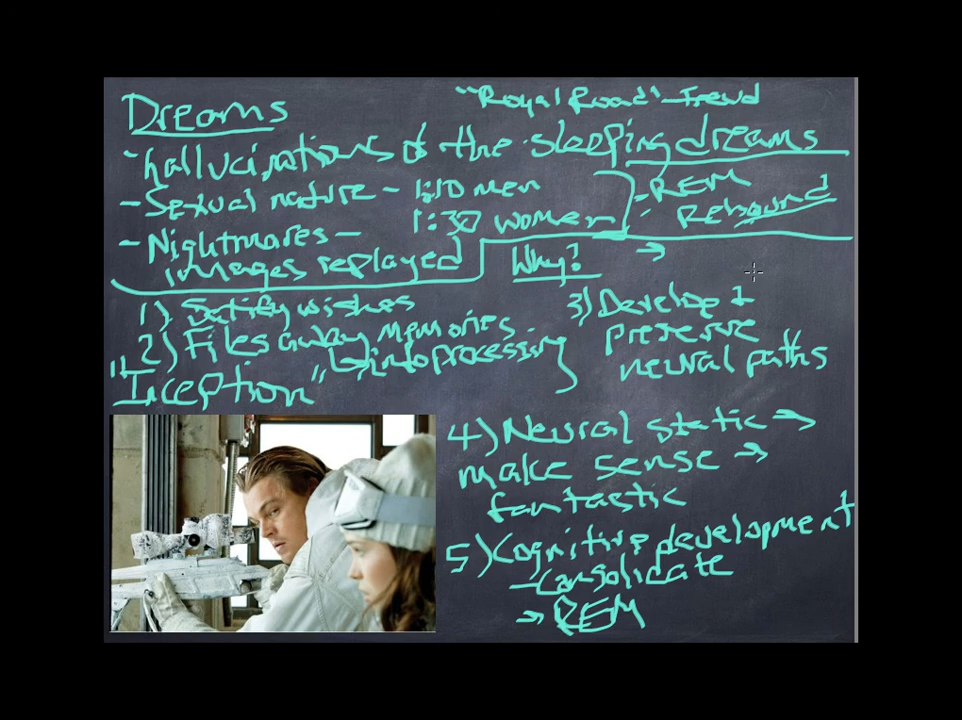 Dreams
"Royal Road" - Freud
- hallucinations of the sleeping dreams
- Sexual nature - 1:10 men
1:30 women
- REM
Rebound
- Nightmares -
images replayed
Why?
→
1) Satisfy wishes
2) Files away memories
↳ info processing
"Inception"
3) Develop &
preserve
neural paths
4) Neural static →
make sense →
fantastic
5) Cognitive development
- Consolidate
→ REM